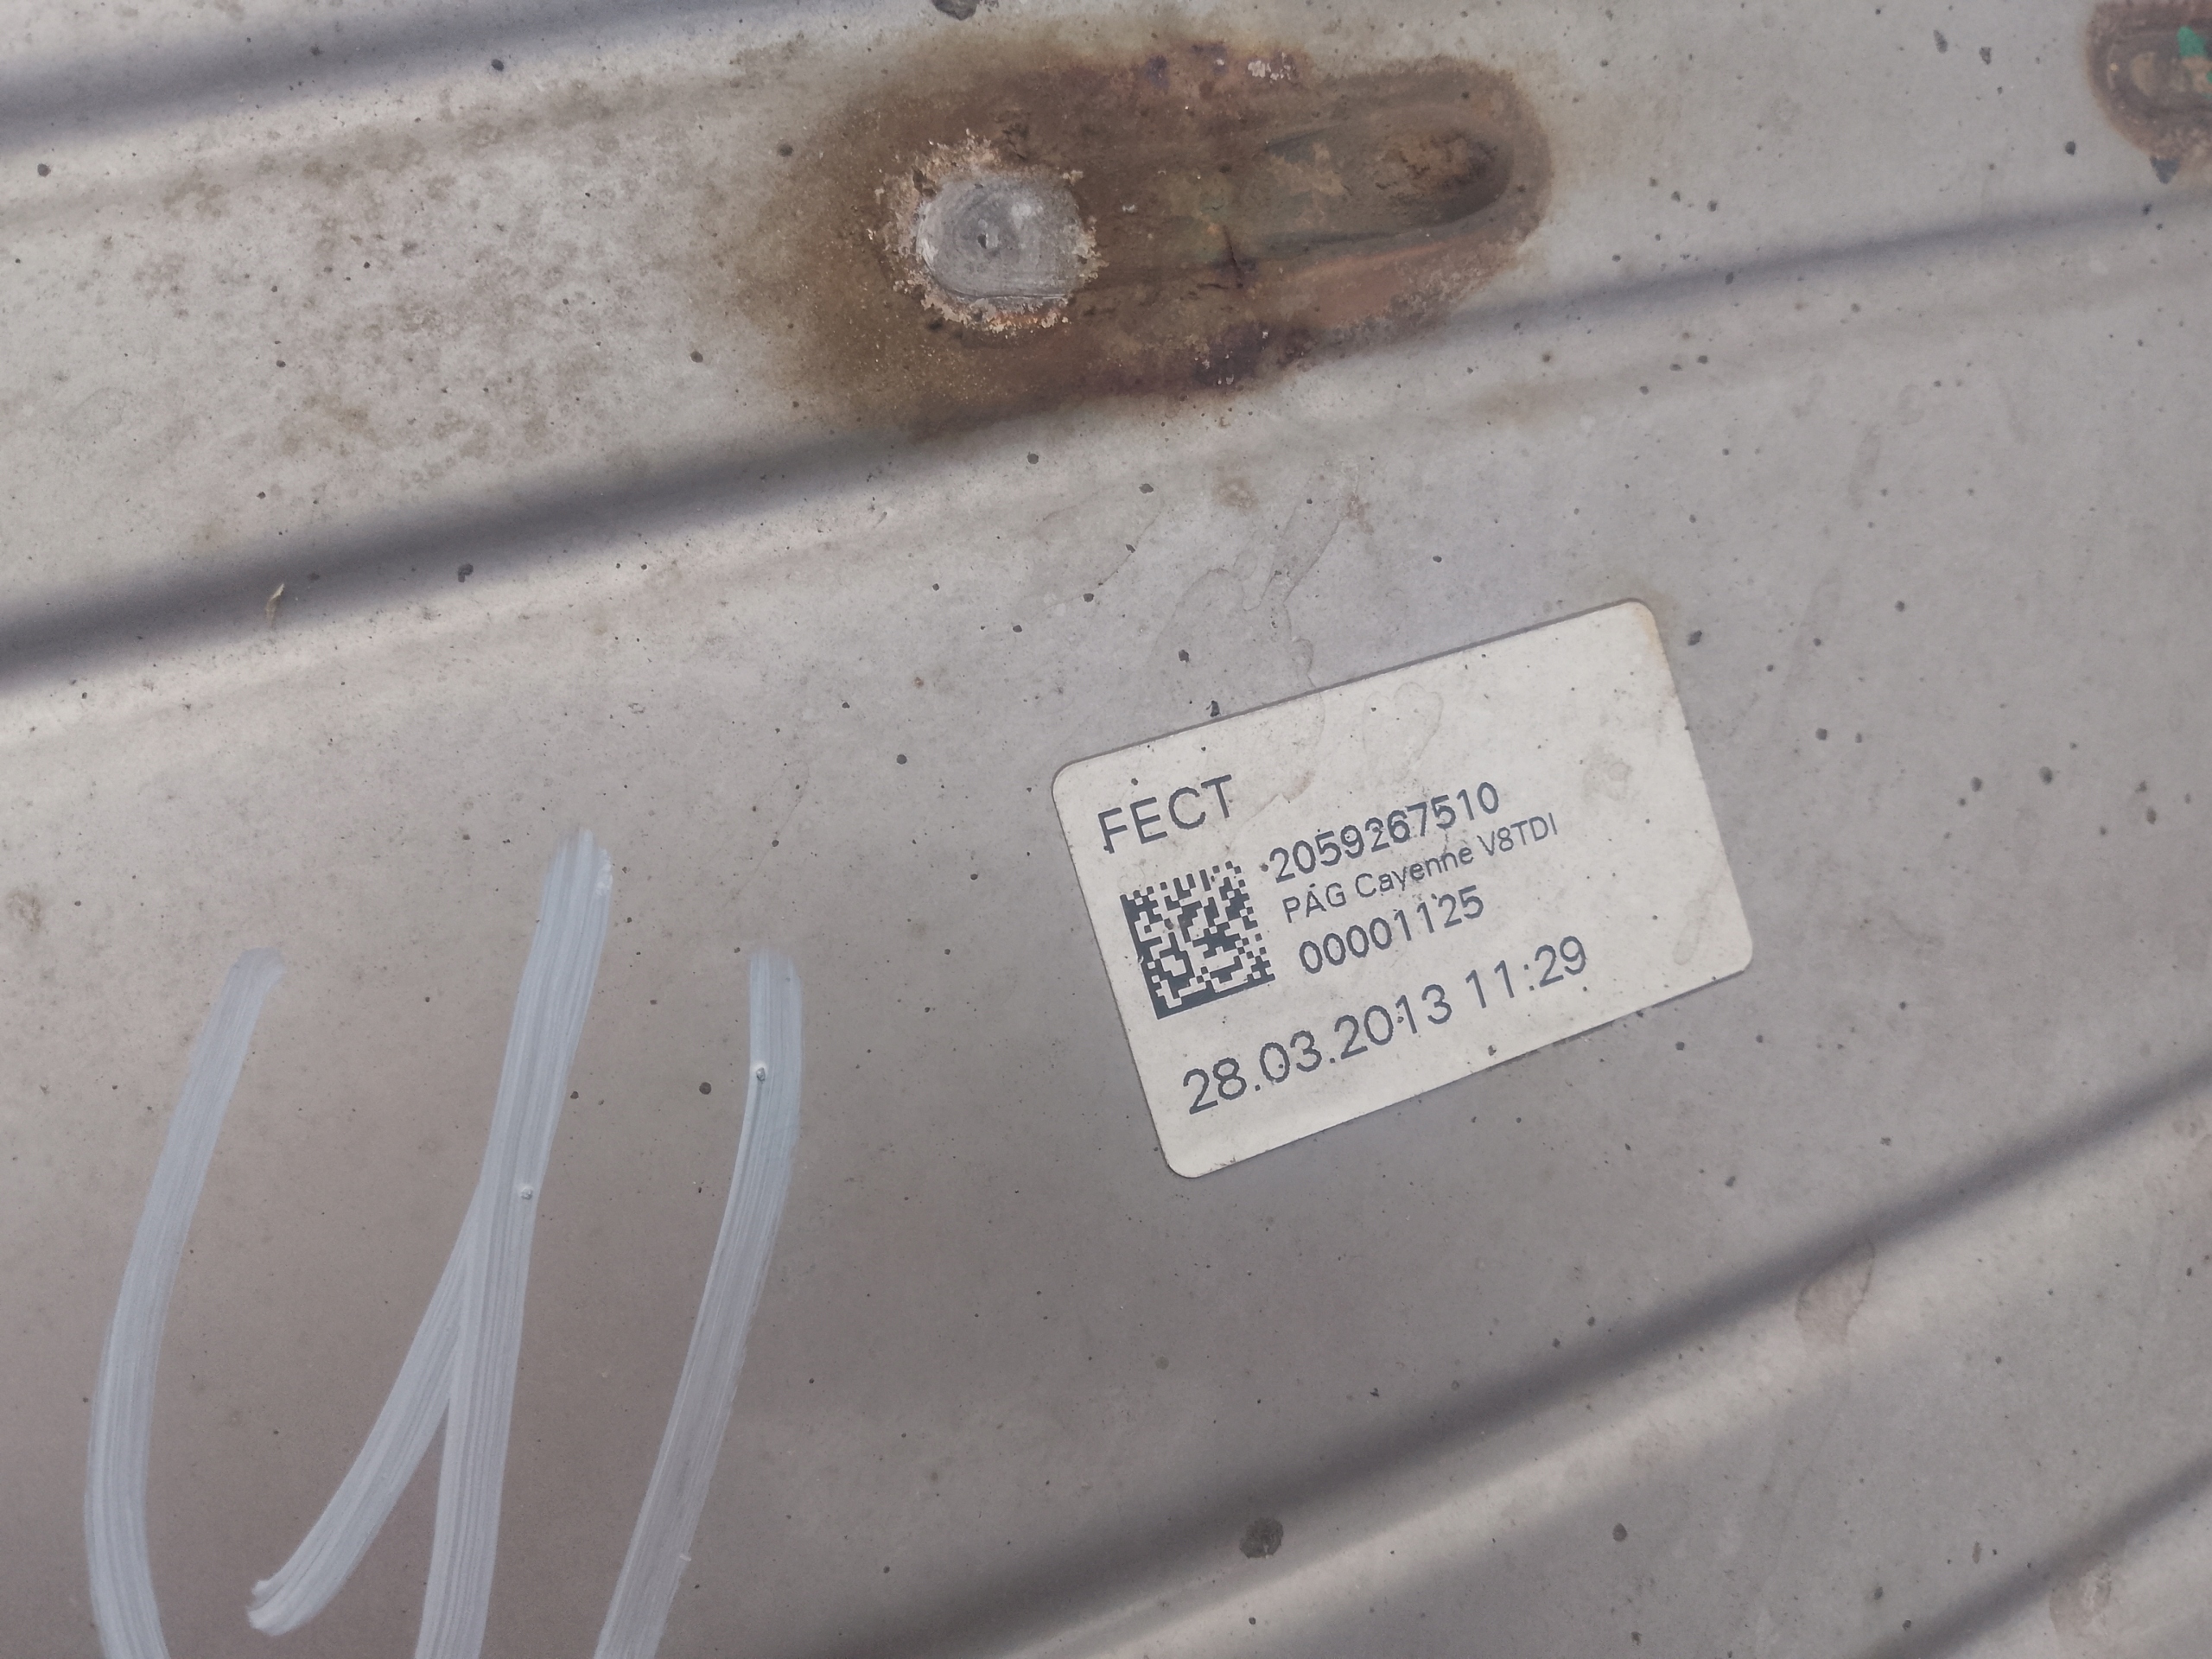 FECT
2059267510
PAG Cayenne V8TDI
00001125
28.03.2013 11:29